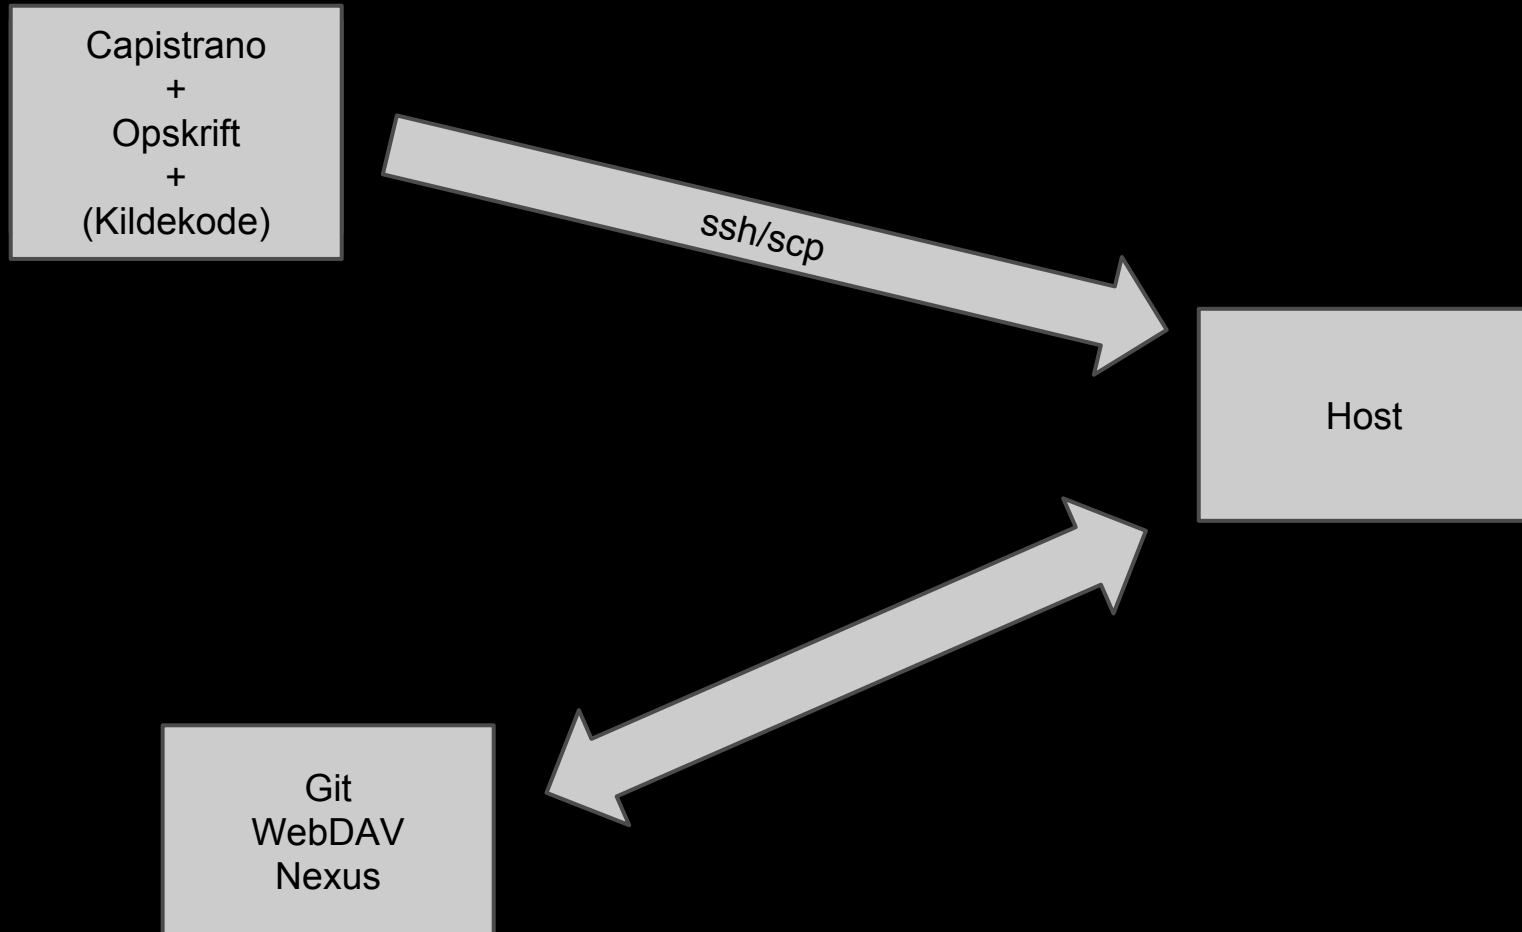 Capistrano
+
Opskrift
+
(Kildekode)
ssh/scp
Host
Git
WebDAV
Nexus